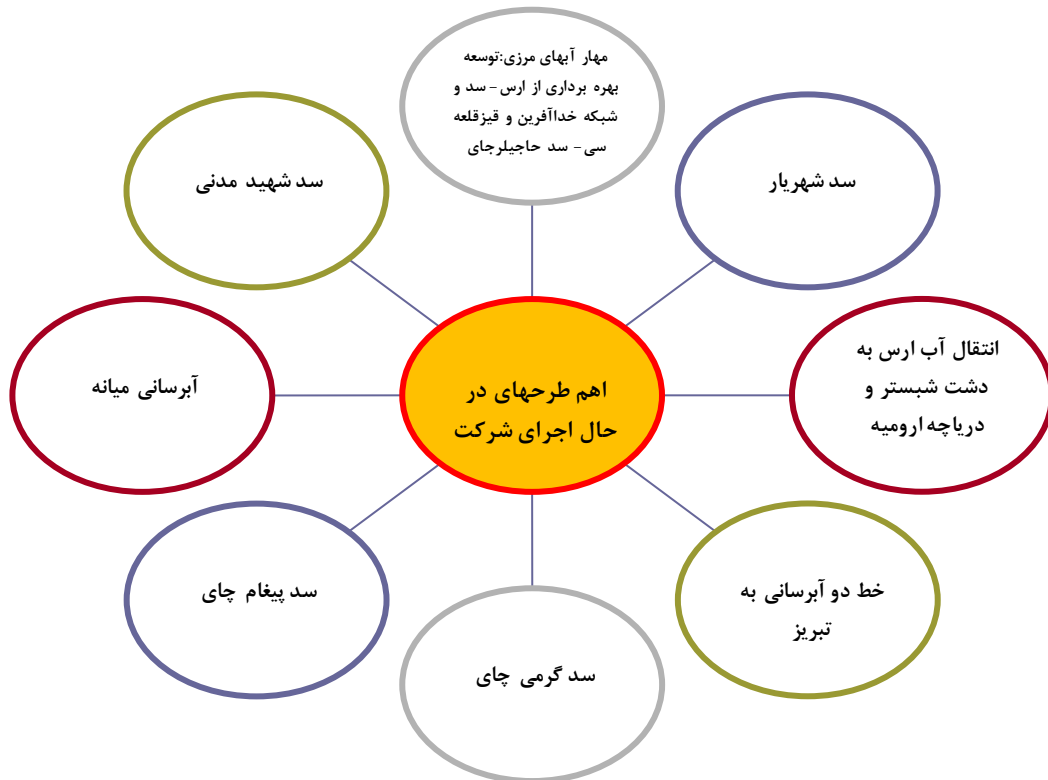 مهار آبهای مرزی:توسعه
بهره برداری از ارس - سد و
شبکه خداآفرین و قیزقلعه
سی - سد حاجیلرجای
سد شهید مدنی
سد شهریار
انتقال آب ارس به
دشت شبستر و
دریاچه ارومیه
آبرسانی میانه
اهم طرحهای در
حال اجرای شرکت
سد پیغام چای
خط دو آبرسانی به
تبریز
سد گرمی چای